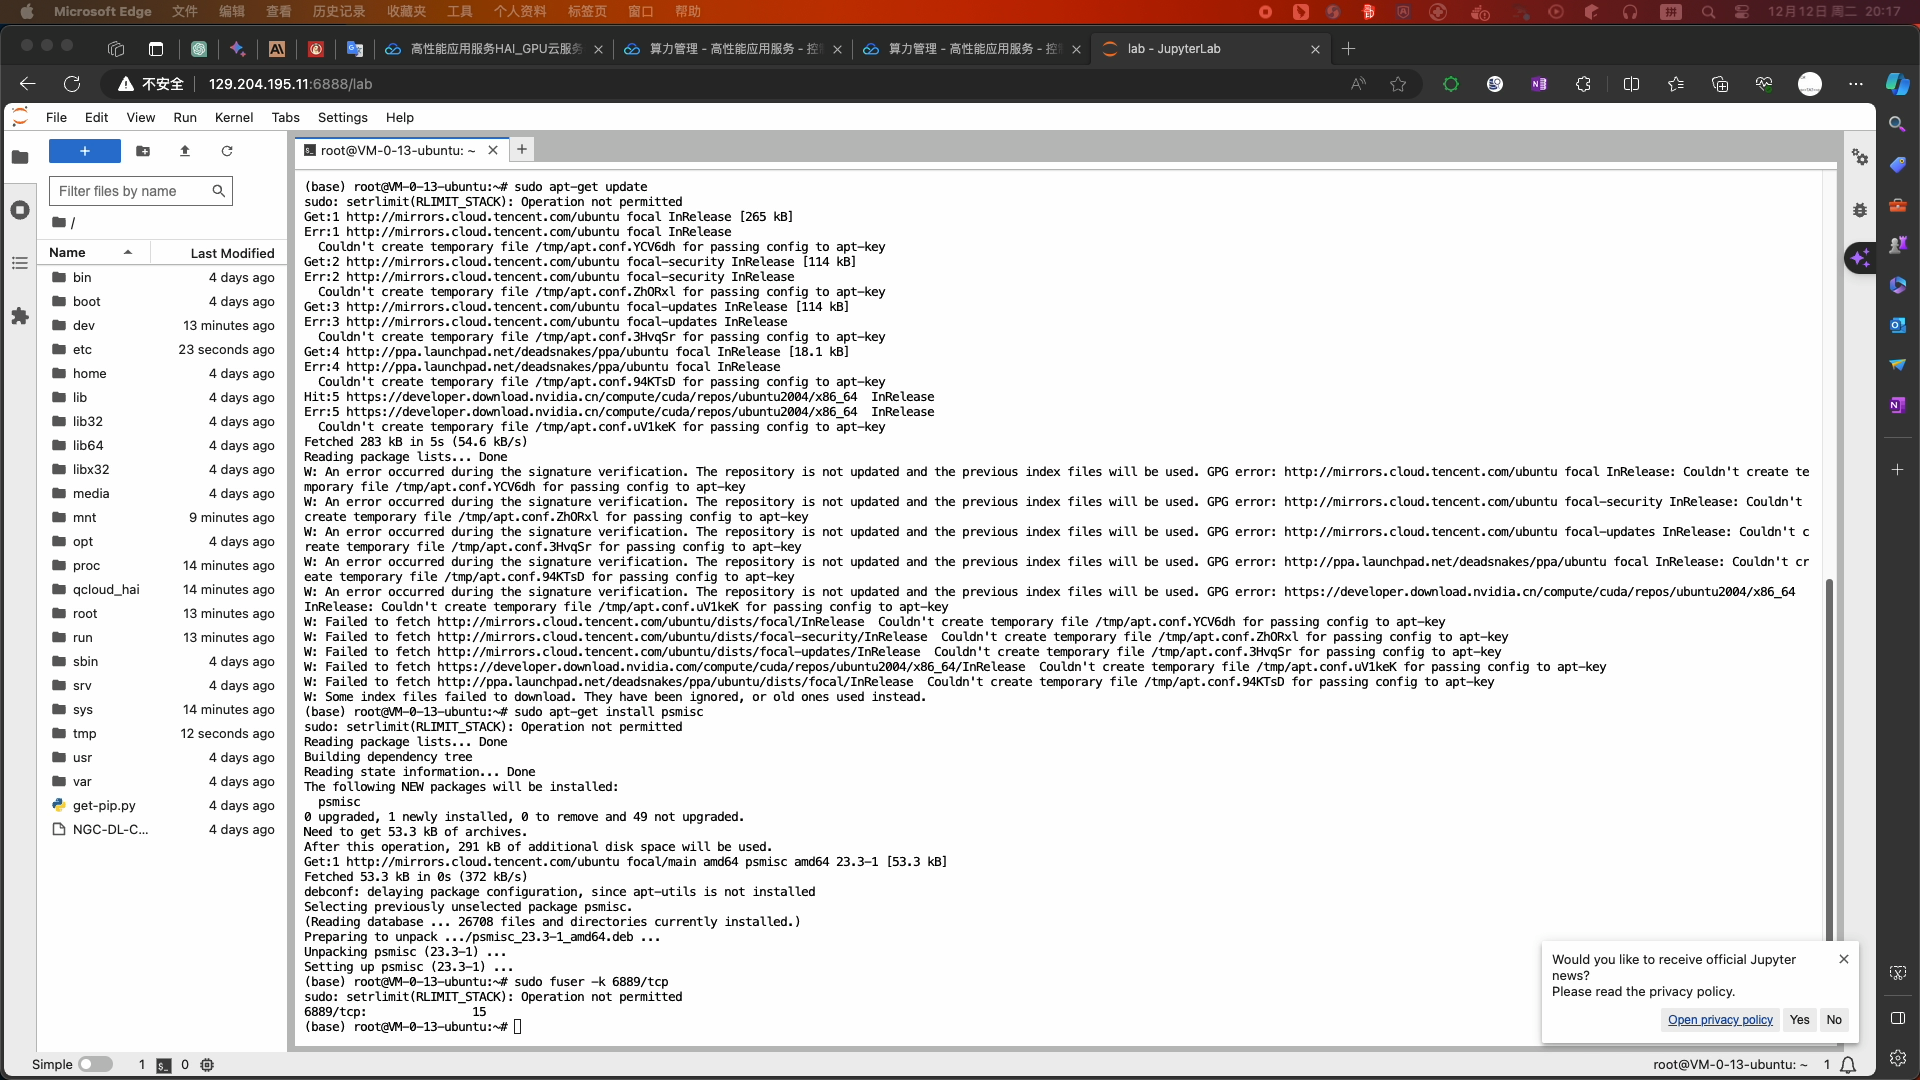 Microsoft Edge 文件 编辑 查看 历史记录 收藏夹 工具 个人资料 标签页 窗口 帮助 12月12日 周二 20:17
高性能应用服务HAI_GPU云服务 算力管理 - 高性能应用服务 - 控制 算力管理 - 高性能应用服务 - 控制 lab - JupyterLab
不安全 129.204.195.11:6888/lab
File Edit View Run Kernel Tabs Settings Help
root@VM-0-13-ubuntu: ~
Filter files by name
/
Name Last Modified
bin 4 days ago
boot 4 days ago
dev 13 minutes ago
etc 23 seconds ago
home 4 days ago
lib 4 days ago
lib32 4 days ago
lib64 4 days ago
libx32 4 days ago
media 4 days ago
mnt 9 minutes ago
opt 4 days ago
proc 14 minutes ago
qcloud_hai 14 minutes ago
root 13 minutes ago
run 13 minutes ago
sbin 4 days ago
srv 4 days ago
sys 14 minutes ago
tmp 12 seconds ago
usr 4 days ago
var 4 days ago
get-pip.py 4 days ago
NGC-DL-C... 4 days ago
(base) root@VM-0-13-ubuntu:~# sudo apt-get update
sudo: setrlimit(RLIMIT_STACK): Operation not permitted
Get:1 http://mirrors.cloud.tencent.com/ubuntu focal InRelease [265 kB]
Err:1 http://mirrors.cloud.tencent.com/ubuntu focal InRelease
Couldn't create temporary file /tmp/apt.conf.YCV6dh for passing config to apt-key
Get:2 http://mirrors.cloud.tencent.com/ubuntu focal-security InRelease [114 kB]
Err:2 http://mirrors.cloud.tencent.com/ubuntu focal-security InRelease
Couldn't create temporary file /tmp/apt.conf.ZhORxl for passing config to apt-key
Get:3 http://mirrors.cloud.tencent.com/ubuntu focal-updates InRelease [114 kB]
Err:3 http://mirrors.cloud.tencent.com/ubuntu focal-updates InRelease
Couldn't create temporary file /tmp/apt.conf.3HvqSr for passing config to apt-key
Get:4 http://ppa.launchpad.net/deadsnakes/ppa/ubuntu focal InRelease [18.1 kB]
Err:4 http://ppa.launchpad.net/deadsnakes/ppa/ubuntu focal InRelease
Couldn't create temporary file /tmp/apt.conf.94KTsD for passing config to apt-key
Hit:5 https://developer.download.nvidia.cn/compute/cuda/repos/ubuntu2004/x86_64 InRelease
Err:5 https://developer.download.nvidia.cn/compute/cuda/repos/ubuntu2004/x86_64 InRelease
Couldn't create temporary file /tmp/apt.conf.uV1keK for passing config to apt-key
Fetched 283 kB in 5s (54.6 kB/s)
Reading package lists... Done
W: An error occurred during the signature verification. The repository is not updated and the previous index files will be used. GPG error: http://mirrors.cloud.tencent.com/ubuntu focal InRelease: Couldn't create te
mporary file /tmp/apt.conf.YCV6dh for passing config to apt-key
W: An error occurred during the signature verification. The repository is not updated and the previous index files will be used. GPG error: http://mirrors.cloud.tencent.com/ubuntu focal-security InRelease: Couldn't
create temporary file /tmp/apt.conf.ZhORxl for passing config to apt-key
W: An error occurred during the signature verification. The repository is not updated and the previous index files will be used. GPG error: http://mirrors.cloud.tencent.com/ubuntu focal-updates InRelease: Couldn't c
reate temporary file /tmp/apt.conf.3HvqSr for passing config to apt-key
W: An error occurred during the signature verification. The repository is not updated and the previous index files will be used. GPG error: http://ppa.launchpad.net/deadsnakes/ppa/ubuntu focal InRelease: Couldn't cr
eate temporary file /tmp/apt.conf.94KTsD for passing config to apt-key
W: An error occurred during the signature verification. The repository is not updated and the previous index files will be used. GPG error: https://developer.download.nvidia.cn/compute/cuda/repos/ubuntu2004/x86_64
InRelease: Couldn't create temporary file /tmp/apt.conf.uV1keK for passing config to apt-key
W: Failed to fetch http://mirrors.cloud.tencent.com/ubuntu/dists/focal/InRelease Couldn't create temporary file /tmp/apt.conf.YCV6dh for passing config to apt-key
W: Failed to fetch http://mirrors.cloud.tencent.com/ubuntu/dists/focal-security/InRelease Couldn't create temporary file /tmp/apt.conf.ZhORxl for passing config to apt-key
W: Failed to fetch http://mirrors.cloud.tencent.com/ubuntu/dists/focal-updates/InRelease Couldn't create temporary file /tmp/apt.conf.3HvqSr for passing config to apt-key
W: Failed to fetch https://developer.download.nvidia.com/compute/cuda/repos/ubuntu2004/x86_64/InRelease Couldn't create temporary file /tmp/apt.conf.uV1keK for passing config to apt-key
W: Failed to fetch http://ppa.launchpad.net/deadsnakes/ppa/ubuntu/dists/focal/InRelease Couldn't create temporary file /tmp/apt.conf.94KTsD for passing config to apt-key
W: Some index files failed to download. They have been ignored, or old ones used instead.
(base) root@VM-0-13-ubuntu:~# sudo apt-get install psmisc
sudo: setrlimit(RLIMIT_STACK): Operation not permitted
Reading package lists... Done
Building dependency tree
Reading state information... Done
The following NEW packages will be installed:
psmisc
0 upgraded, 1 newly installed, 0 to remove and 49 not upgraded.
Need to get 53.3 kB of archives.
After this operation, 291 kB of additional disk space will be used.
Get:1 http://mirrors.cloud.tencent.com/ubuntu focal/main amd64 psmisc amd64 23.3-1 [53.3 kB]
Fetched 53.3 kB in 0s (372 kB/s)
debconf: delaying package configuration, since apt-utils is not installed
Selecting previously unselected package psmisc.
(Reading database ... 26708 files and directories currently installed.)
Preparing to unpack .../psmisc_23.3-1_amd64.deb ...
Unpacking psmisc (23.3-1) ...
Setting up psmisc (23.3-1) ...
(base) root@VM-0-13-ubuntu:~# sudo fuser -k 6889/tcp
sudo: setrlimit(RLIMIT_STACK): Operation not permitted
6889/tcp: 15
(base) root@VM-0-13-ubuntu:~#
Would you like to receive official Jupyter
news?
Please read the privacy policy.
Open privacy policy Yes No
Simple 1 0 root@VM-0-13-ubuntu: ~ 1